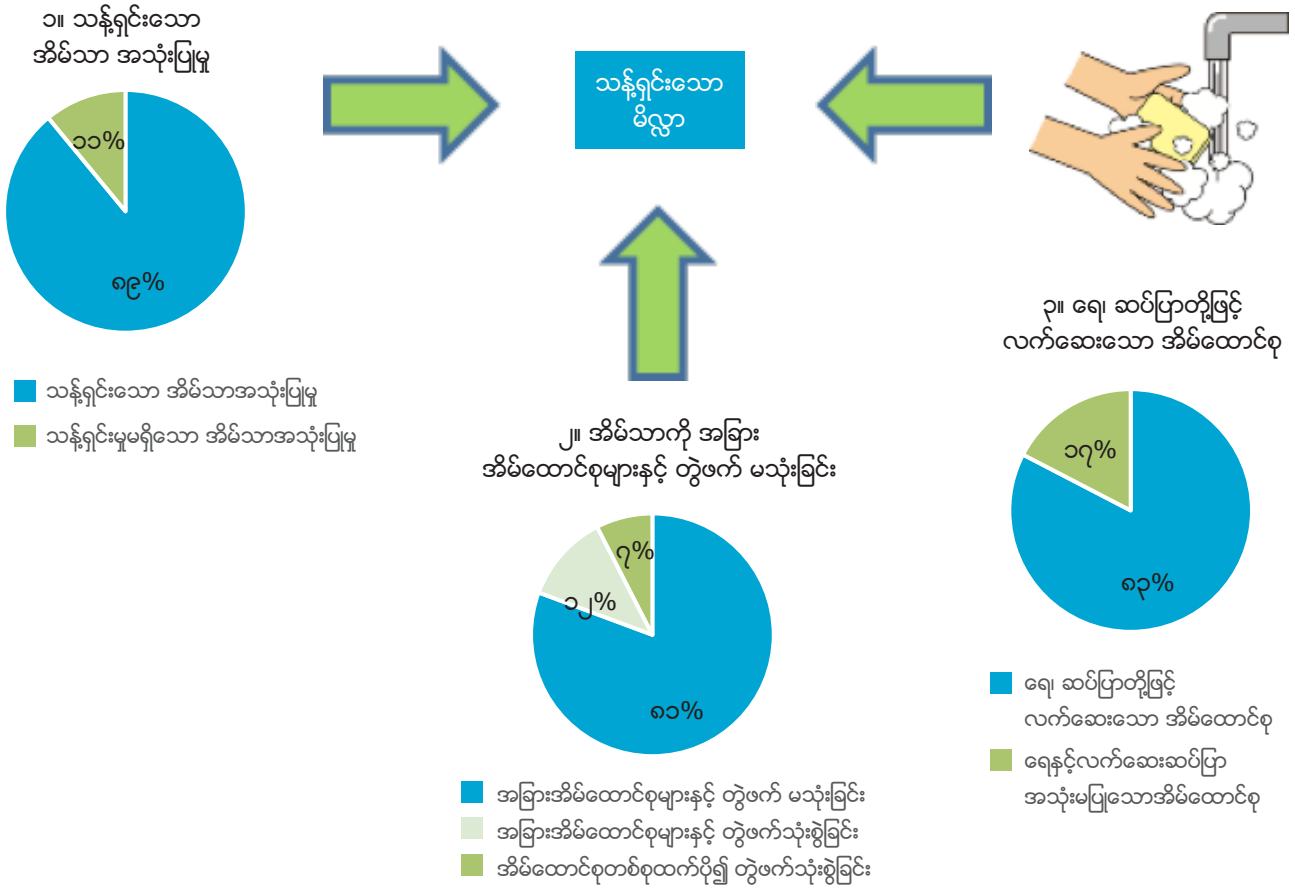 ၁။ သန့်ရှင်းသော
အိမ်သာ အသုံးပြုမှု
၁၁%
၈၉%
သန့်ရှင်းသော အိမ်သာအသုံးပြုမှု
သန့်ရှင်းမှုမရှိသော အိမ်သာအသုံးပြုမှု
သန့်ရှင်းသော
မိလ္လာ
၂။ အိမ်သာကို အခြား
အိမ်ထောင်စုများနှင့် တွဲဖက် မသုံးခြင်း
၇%
၁၂%
၈၁%
အခြားအိမ်ထောင်စုများနှင့် တွဲဖက် မသုံးခြင်း
အခြားအိမ်ထောင်စုများနှင့် တွဲဖက်သုံးစွဲခြင်း
အိမ်ထောင်စုတစ်စုထက်ပို၍ တွဲဖက်သုံးစွဲခြင်း
၃။ ရေ၊ ဆပ်ပြာတို့ဖြင့်
လက်ဆေးသော အိမ်ထောင်စု
၁၇%
၈၃%
ရေ၊ ဆပ်ပြာတို့ဖြင့်
လက်ဆေးသော အိမ်ထောင်စု
ရေနှင့်လက်ဆေးဆပ်ပြာ
အသုံးမပြုသောအိမ်ထောင်စု